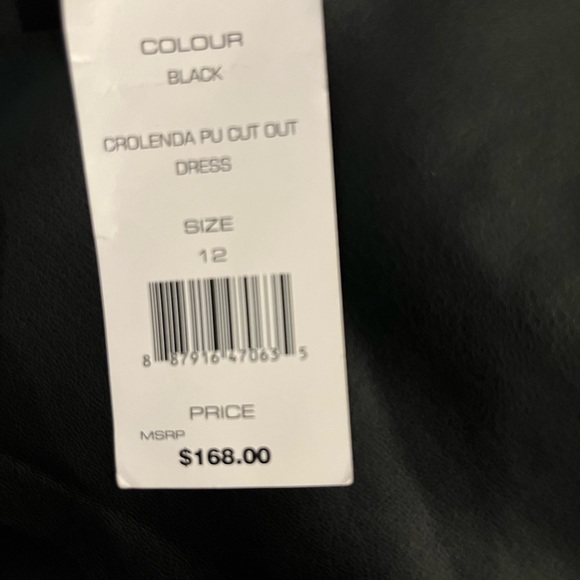 COLOUR
BLACK
CROLENDA PU CUT OUT
DRESS
SIZE
12
8 87916 47063 5
PRICE
MSRP
$168.00